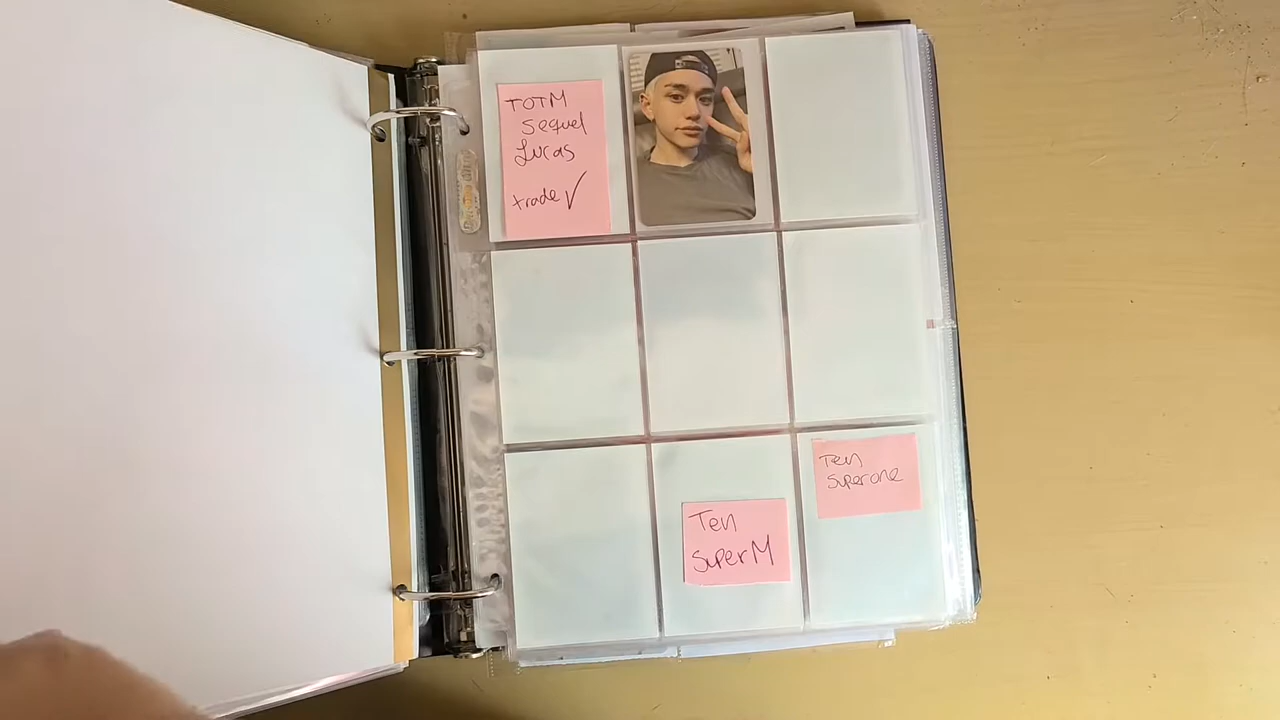 TOTM
Sequel
Lucas
trade ✓
Ten
SuperM
Ten
Superone